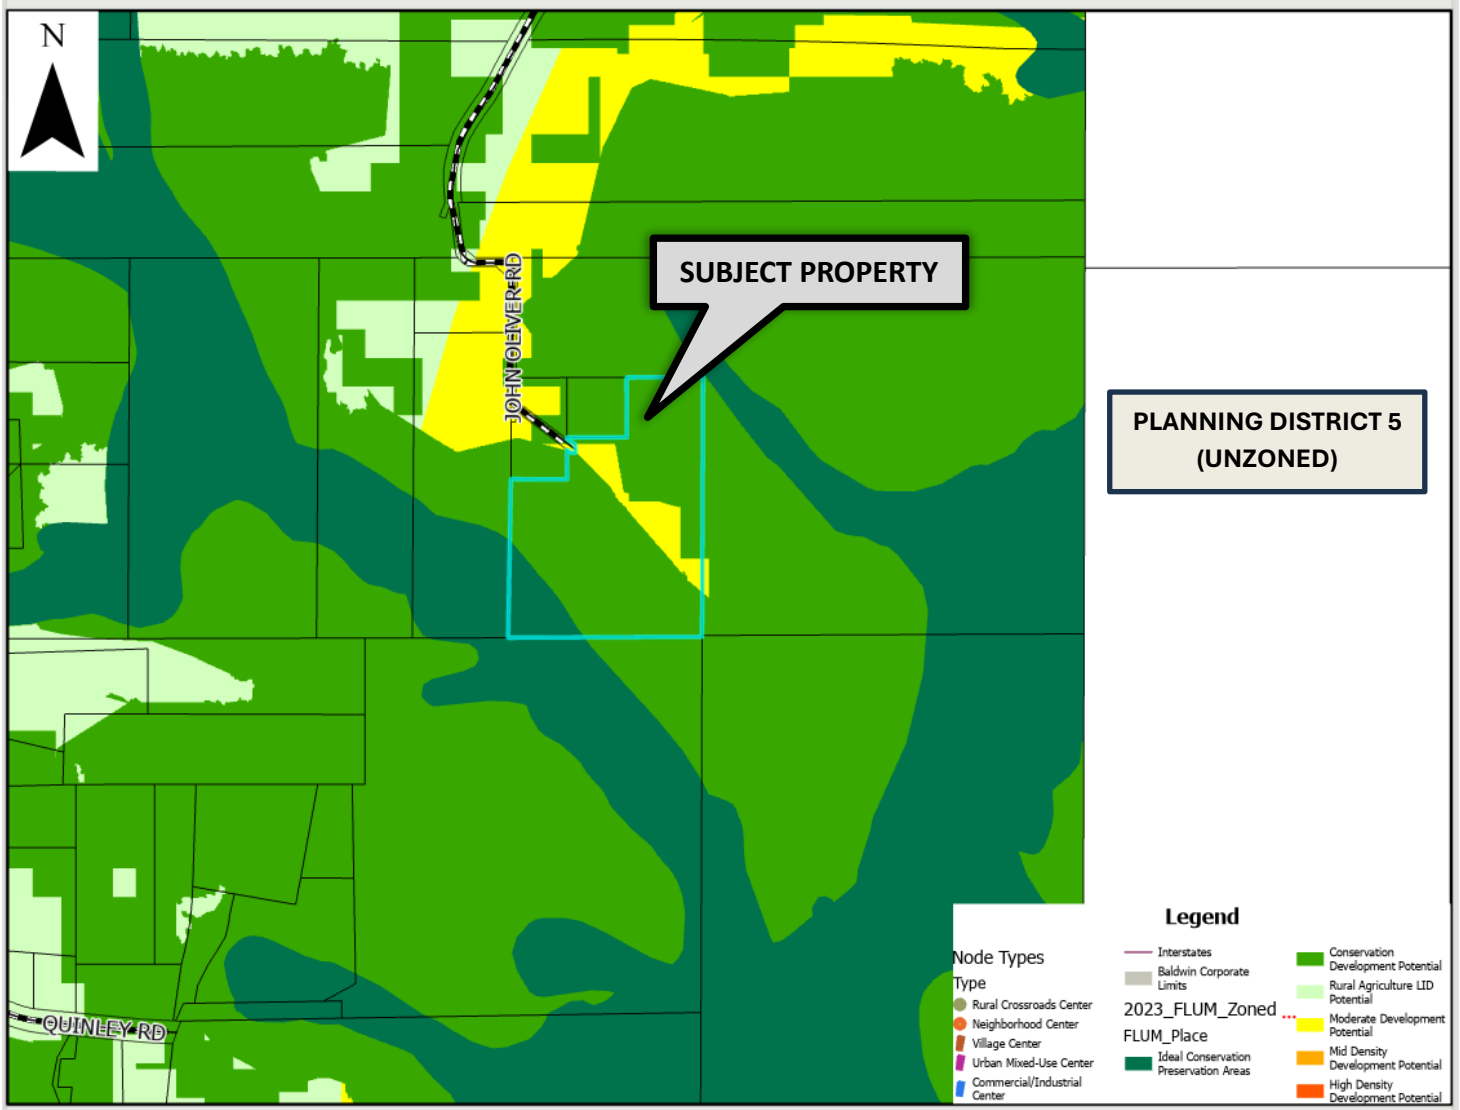 N
JOHN OLIVER RD
SUBJECT PROPERTY
PLANNING DISTRICT 5
(UNZONED)
QUINLEY RD
Legend
Node Types
Type
Rural Crossroads Center
Neighborhood Center
Village Center
Urban Mixed-Use Center
Commercial/Industrial
Center
Interstates
Baldwin Corporate
Limits
2023_FLUM_Zoned
FLUM_Place
Ideal Conservation
Preservation Areas
Conservation
Development Potential
Rural Agriculture LID
Potential
Moderate Development
Potential
Mid Density
Development Potential
High Density
Development Potential